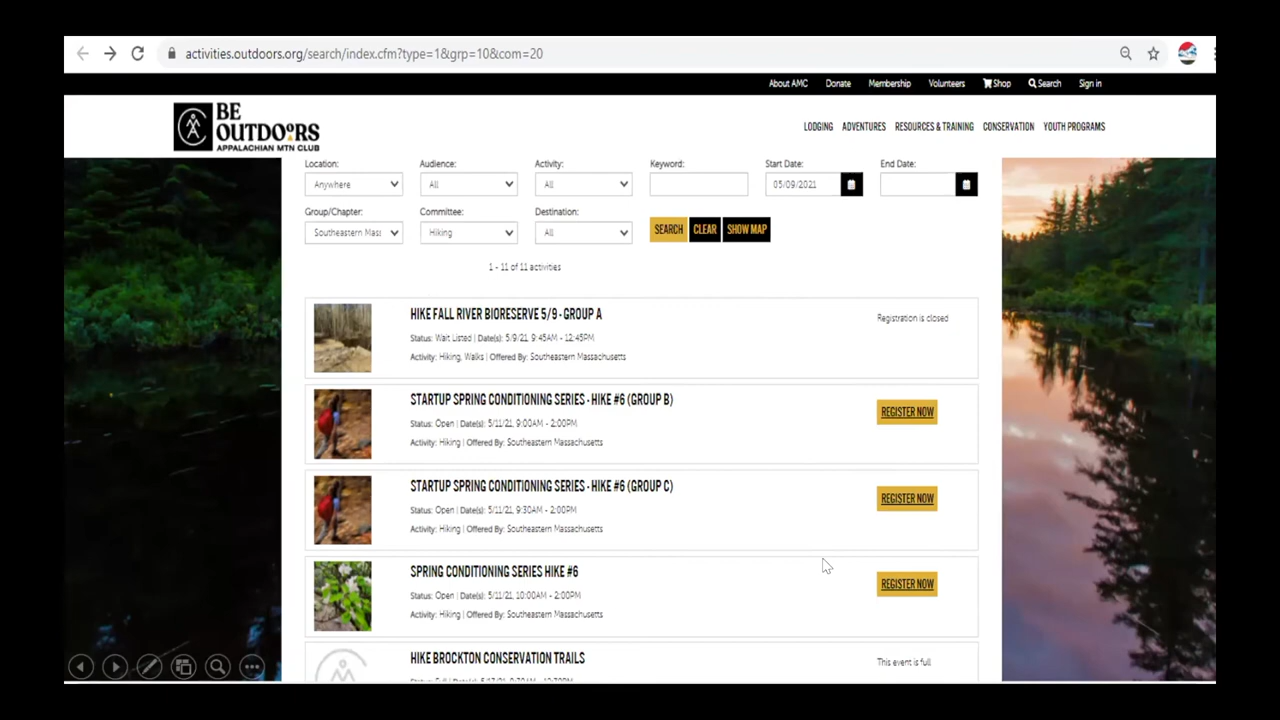 activities.outdoors.org/search/index.cfm?type=1&grp=10&com=20
About AMC Donate Membership Volunteers Shop Search Sign in
BE
OUTDOORS
APPALACHIAN MTN CLUB
LODGING ADVENTURES RESOURCES & TRAINING CONSERVATION YOUTH PROGRAMS
Location: Audience: Activity: Keyword: Start Date: End Date:
Anywhere All All 05/09/2021
Group/Chapter: Committee: Destination:
Southeastern Mass Hiking All SEARCH CLEAR SHOW MAP
1 - 11 of 11 activities
HIKE FALL RIVER BIORESERVE 5/9 - GROUP A
Registration is closed
Status: Wait Listed | Date(s): 5/9/21, 9:45AM - 12:45PM
Activity: Hiking, Walks | Offered By: Southeastern Massachusetts
STARTUP SPRING CONDITIONING SERIES - HIKE #6 (GROUP B)
REGISTER NOW
Status: Open | Date(s): 5/11/21, 9:00AM - 2:00PM
Activity: Hiking | Offered By: Southeastern Massachusetts
STARTUP SPRING CONDITIONING SERIES - HIKE #6 (GROUP C)
REGISTER NOW
Status: Open | Date(s): 5/11/21, 9:30AM - 2:00PM
Activity: Hiking | Offered By: Southeastern Massachusetts
SPRING CONDITIONING SERIES HIKE #6
REGISTER NOW
Status: Open | Date(s): 5/11/21, 10:00AM - 2:00PM
Activity: Hiking | Offered By: Southeastern Massachusetts
HIKE BROCKTON CONSERVATION TRAILS
This event is full